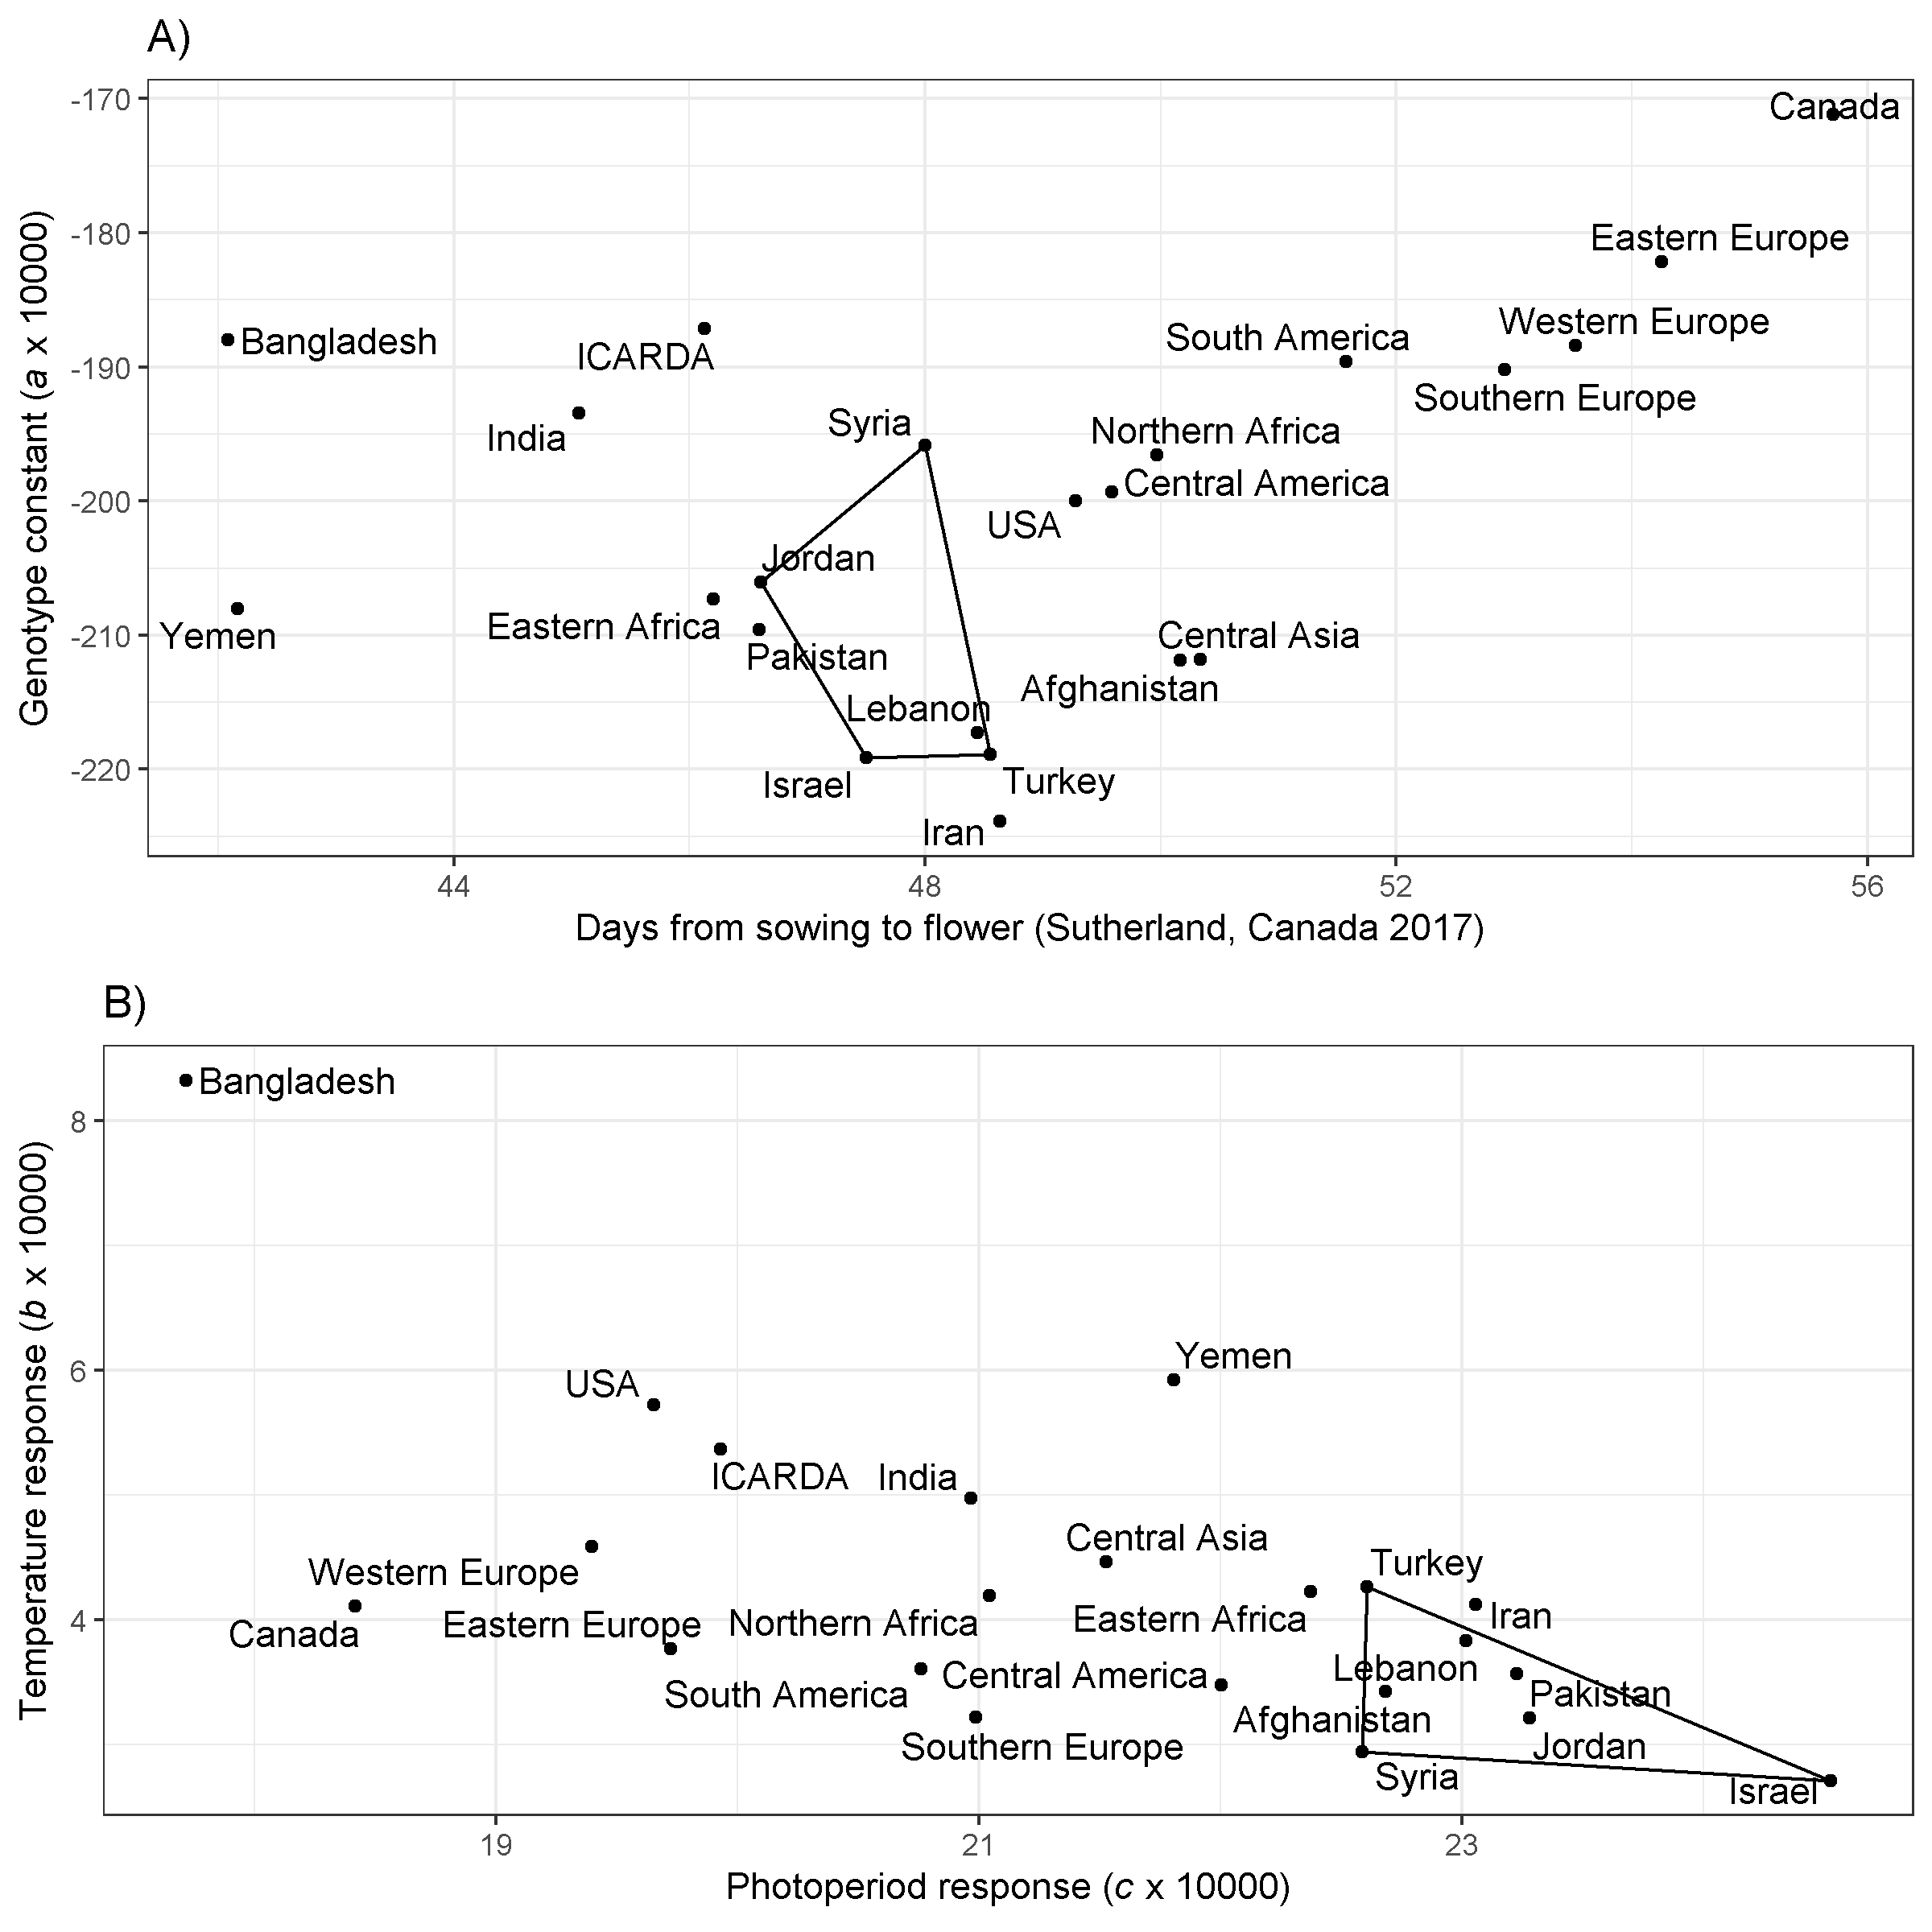 A)
-170
Canada
-180
Eastern Europe
Western Europe
South America
Bangladesh
ICARDA
-190
Southern Europe
Syria
Northern Africa
India
Central America
-200
USA
Jordan
Eastern Africa
-210
Yemen
Central Asia
Pakistan
Afghanistan
Lebanon
-220
Israel
Turkey
Iran
Genotype constant (a x 10000)
44
48
52
56
Days from sowing to flower (Sutherland, Canada 2017)
B)
Bangladesh
8
6
Yemen
USA
ICARDA
India
Central Asia
Turkey
Western Europe
4
Canada
Eastern Europe
Northern Africa
Eastern Africa
Iran
Lebanon
Central America
South America
Pakistan
Afghanistan
Southern Europe
Jordan
Syria
Israel
Temperature response (b x 10000)
19
21
23
Photoperiod response (c x 10000)